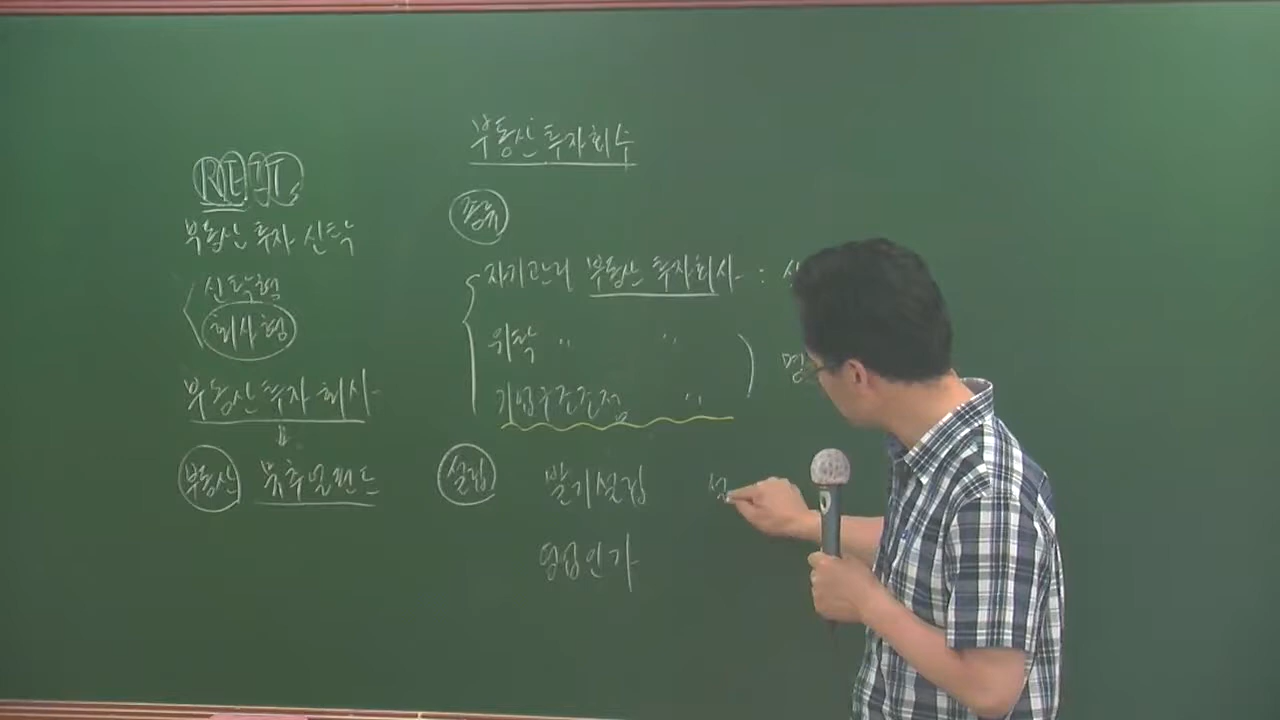 REITs
부동산 투자 신탁
신탁형
회사형
부동산 투자 회사
부동산 뮤추얼펀드
부동산투자회수
종류
자기관리 부동산 투자회사 :
위탁 〃 〃
기업구조조정 〃
명
설립 발기설립 설
영업인가